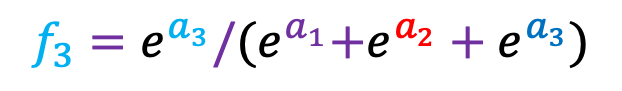 f₃ = e^{a₃}/(e^{a₁}+e^{a₂} + e^{a₃})